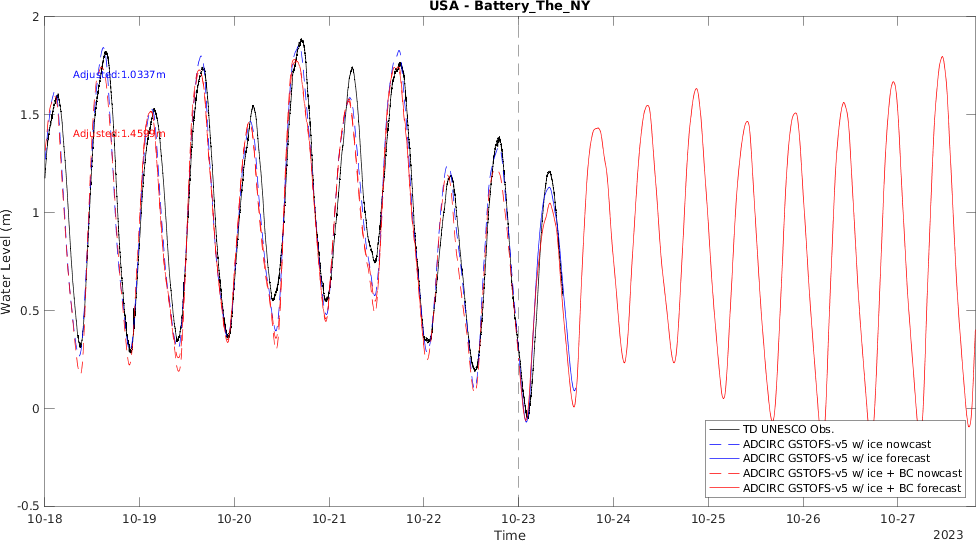 USA - Battery_The_NY
Water Level (m)
2
1.5
1
0.5
0
-0.5
Adjusted:1.0337m
Adjusted:1.4599m
TD UNESCO Obs.
ADCIRC GSTOFS-v5 w/ ice nowcast
ADCIRC GSTOFS-v5 w/ ice forecast
ADCIRC GSTOFS-v5 w/ ice + BC nowcast
ADCIRC GSTOFS-v5 w/ ice + BC forecast
10-18 10-19 10-20 10-21 10-22 10-23 10-24 10-25 10-26 10-27
Time
2023